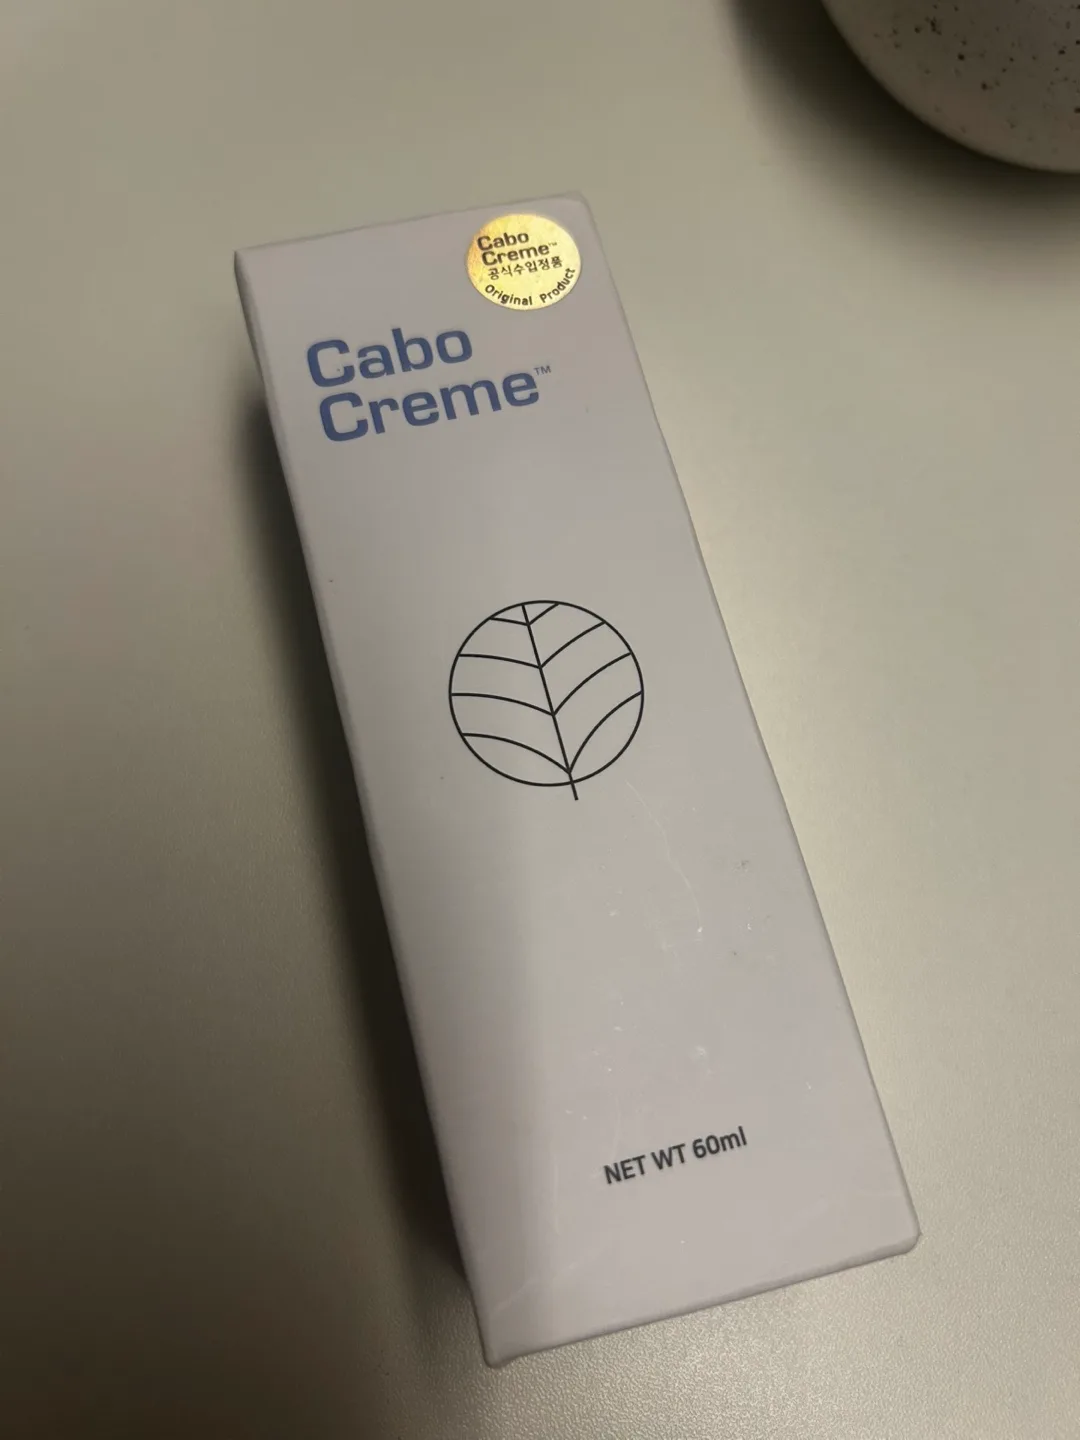 Cabo
Creme™
공식수입정품
Original Product
Cabo
Creme™
NET WT 60ml